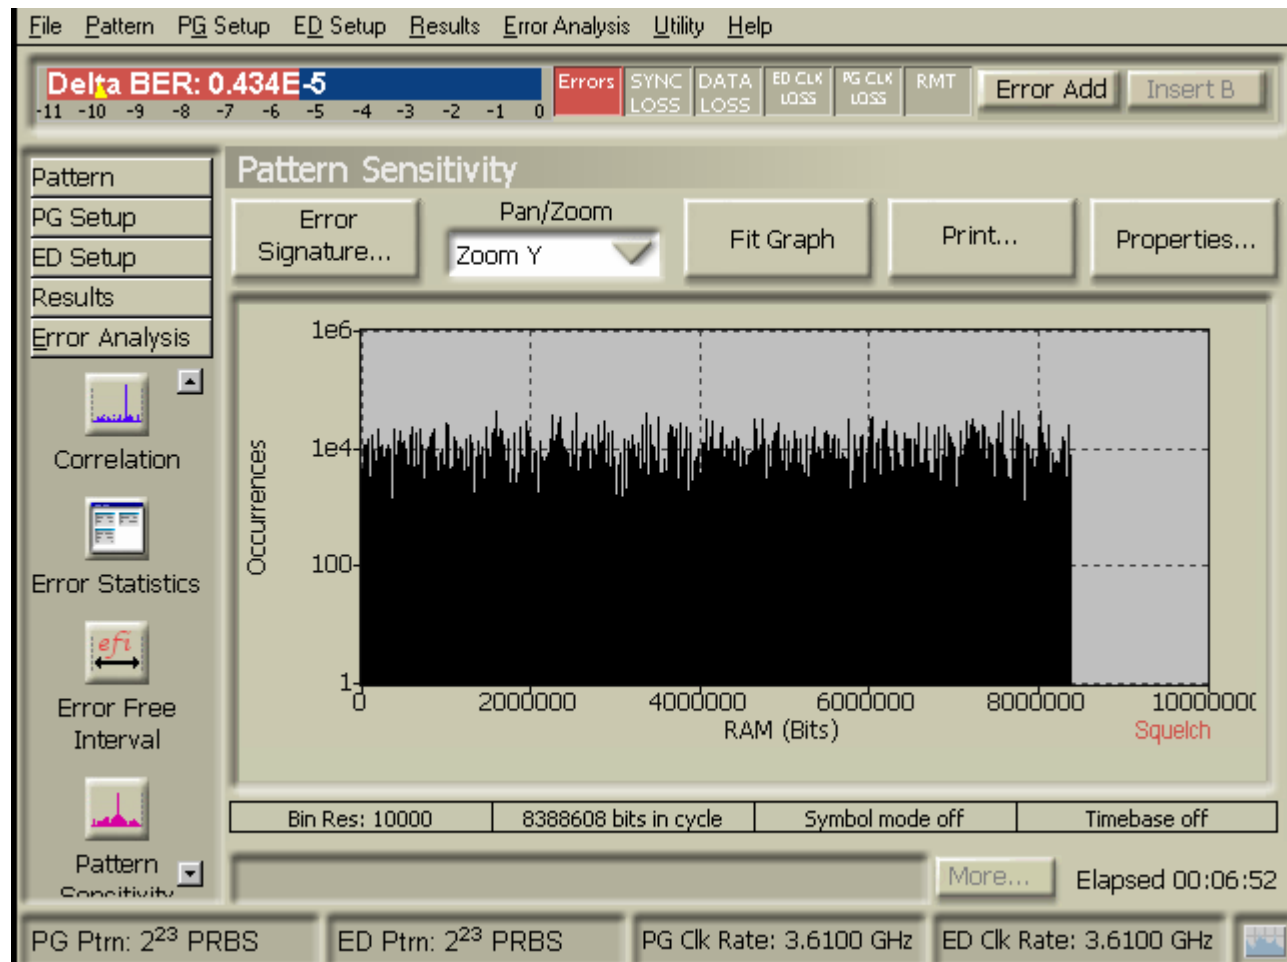 File Pattern PG Setup ED Setup Results Error Analysis Utility Help
Delta BER: 0.434E-5
-11 -10 -9 -8 -7 -6 -5 -4 -3 -2 -1 0
Errors
SYNC
LOSS
DATA
LOSS
ED CLK
LOSS
PG CLK
LOSS
RMT
Error Add
Insert B
Pattern
PG Setup
ED Setup
Results
Error Analysis
Correlation
Error Statistics
efi
Error Free
Interval
Pattern
Sensitivity
Pattern Sensitivity
Error
Signature...
Pan/Zoom
Zoom Y
Fit Graph
Print...
Properties...
1e6
1e4
100
1
Occurrences
0 2000000 4000000 6000000 8000000 1000000(
RAM (Bits)
Squelch
Bin Res: 10000
8388608 bits in cycle
Symbol mode off
Timebase off
More...
Elapsed 00:06:52
PG Ptrn: 2²³ PRBS
ED Ptrn: 2²³ PRBS
PG Clk Rate: 3.6100 GHz
ED Clk Rate: 3.6100 GHz